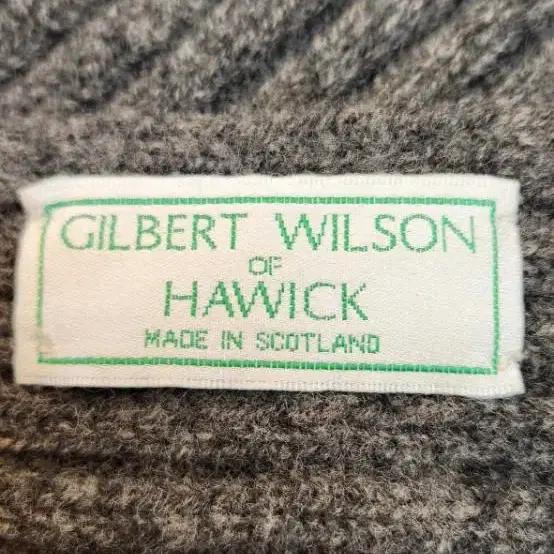 GILBERT WILSON
OF
HAWICK
MADE IN SCOTLAND